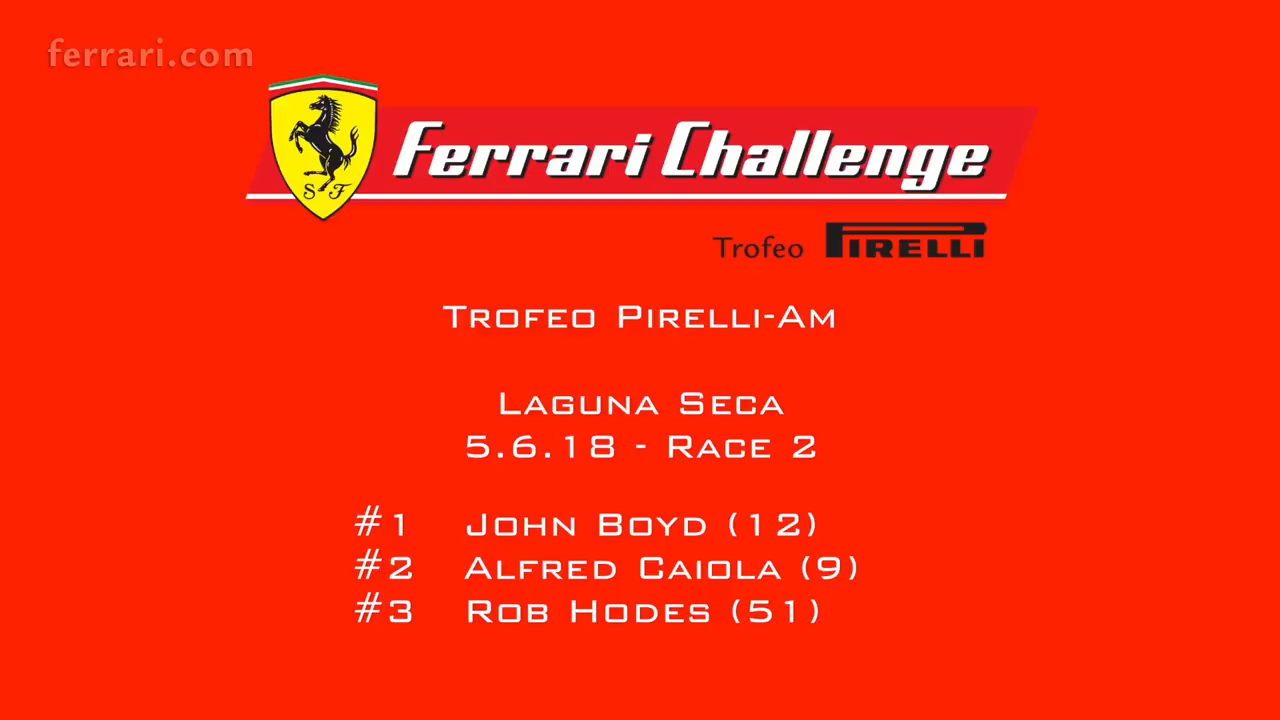 ferrari.com
S F
Ferrari Challenge
Trofeo PIRELLI
Trofeo Pirelli-Am
Laguna Seca
5.6.18 - Race 2
#1 John Boyd (12)
#2 Alfred Caiola (9)
#3 Rob Hodes (51)